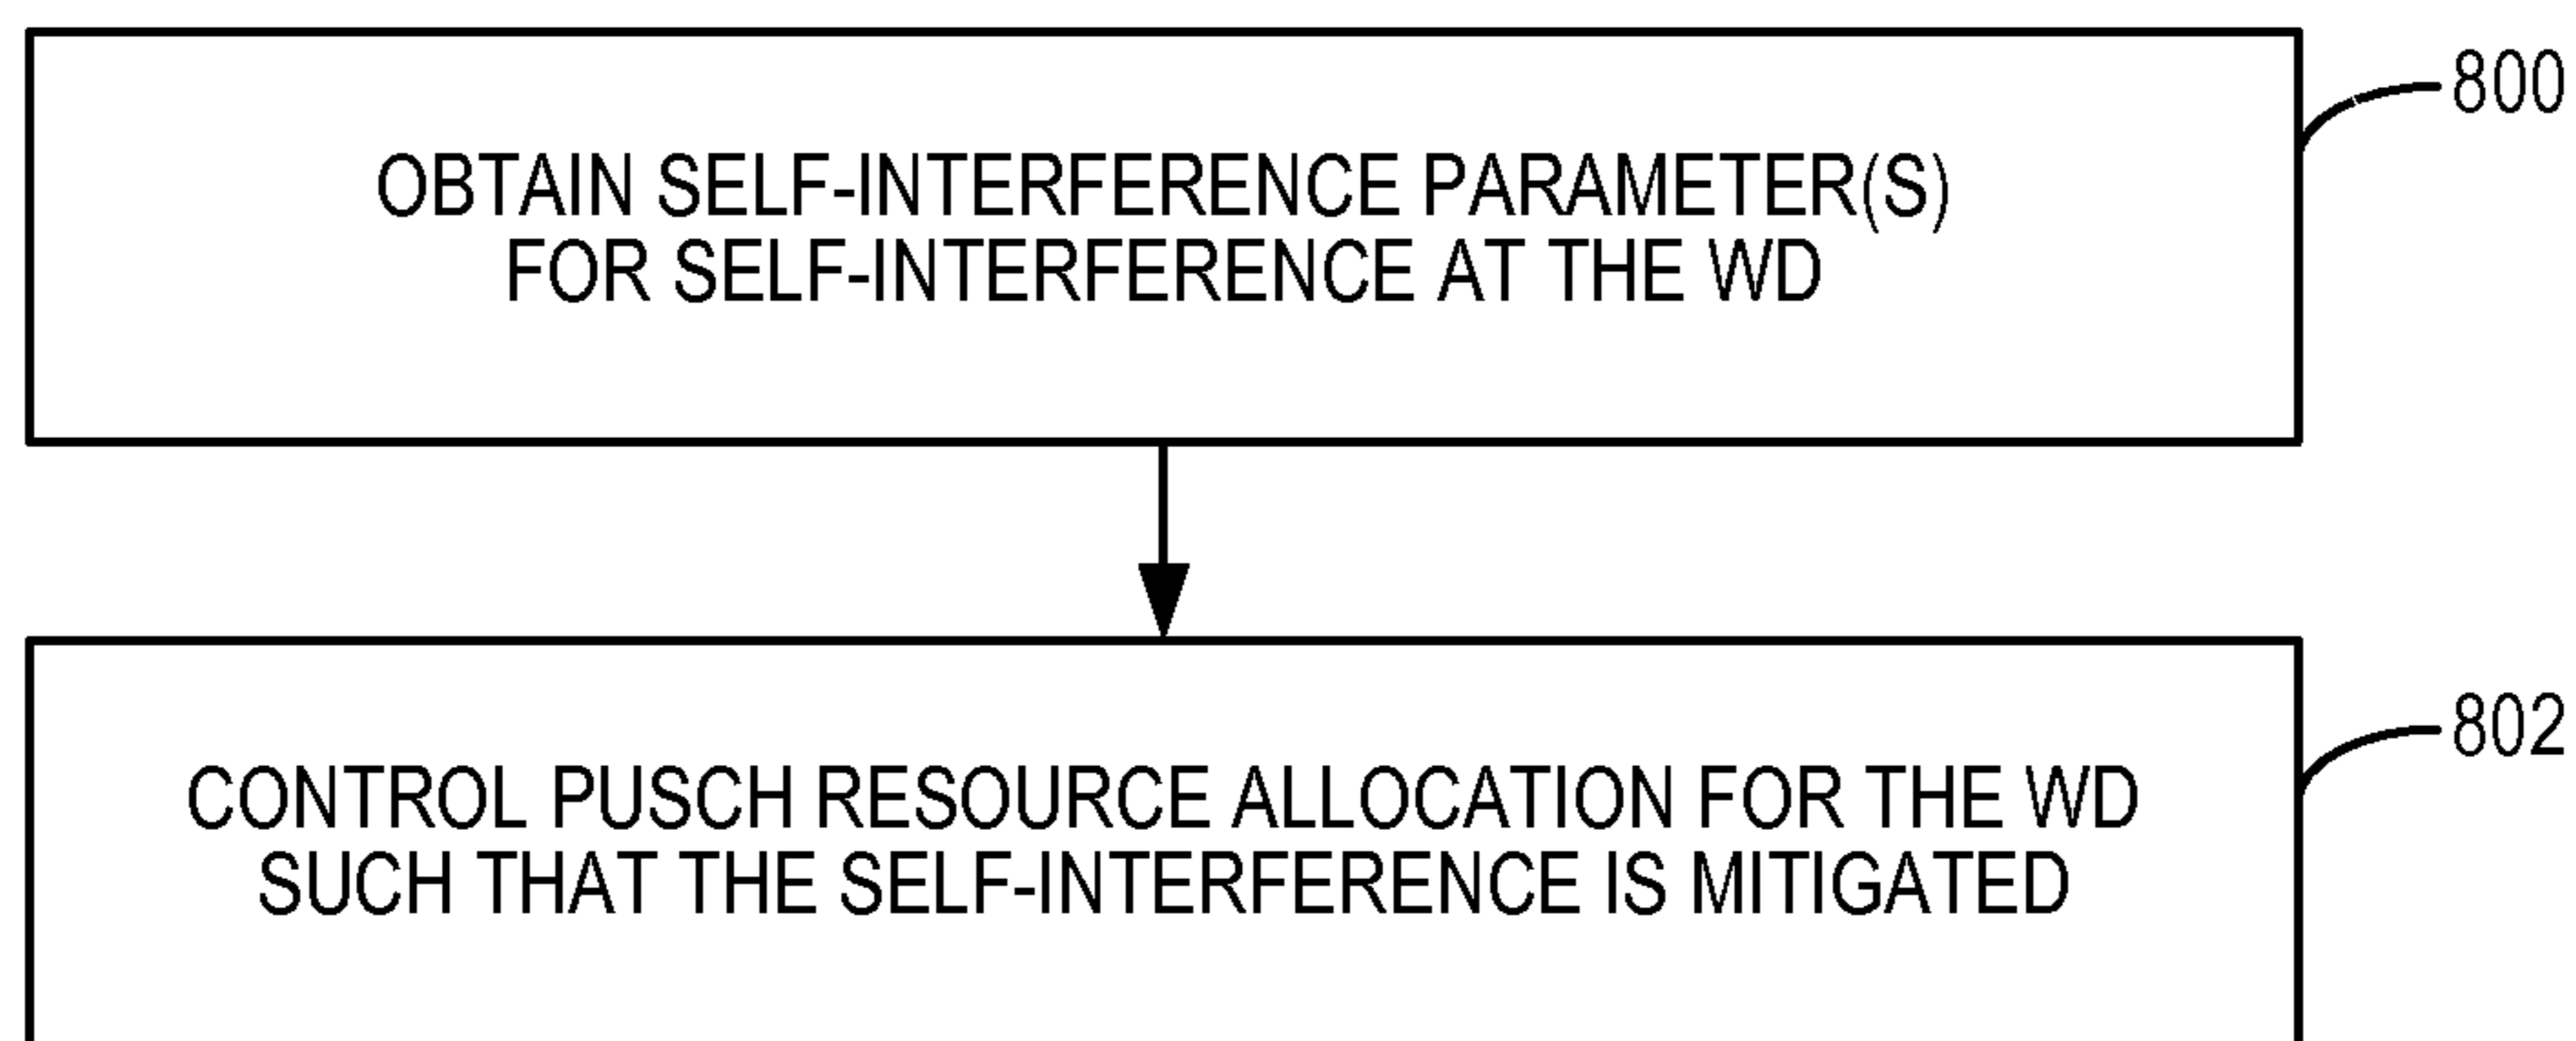 800
OBTAIN SELF-INTERFERENCE PARAMETER(S)
FOR SELF-INTERFERENCE AT THE WD
802
CONTROL PUSCH RESOURCE ALLOCATION FOR THE WD
SUCH THAT THE SELF-INTERFERENCE IS MITIGATED